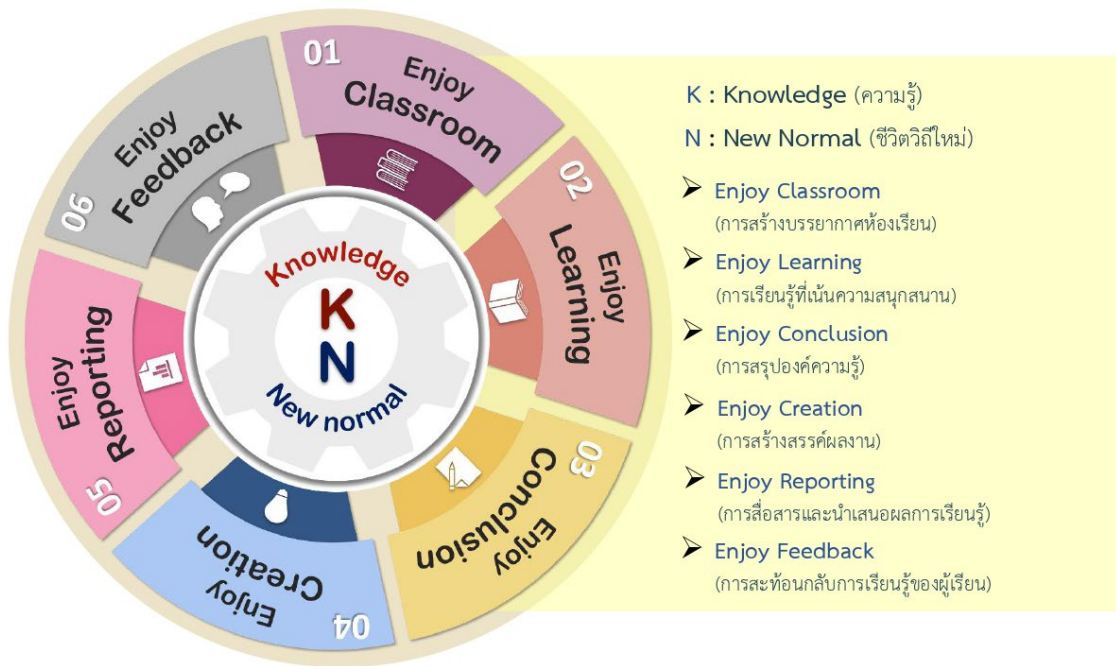 01
Enjoy
Classroom
02
Enjoy
Learning
03
Enjoy
Conclusion
04
Enjoy
Creation
05
Enjoy
Reporting
06
Enjoy
Feedback
Knowledge
K
N
New normal
K : Knowledge (ความรู้)
N : New Normal (ชีวิตวิถีใหม่)
➤ Enjoy Classroom
(การสร้างบรรยากาศห้องเรียน)
➤ Enjoy Learning
(การเรียนรู้ที่เน้นความสนุกสนาน)
➤ Enjoy Conclusion
(การสรุปองค์ความรู้)
➤ Enjoy Creation
(การสร้างสรรค์ผลงาน)
➤ Enjoy Reporting
(การสื่อสารและนำเสนอผลการเรียนรู้)
➤ Enjoy Feedback
(การสะท้อนกลับการเรียนรู้ของผู้เรียน)